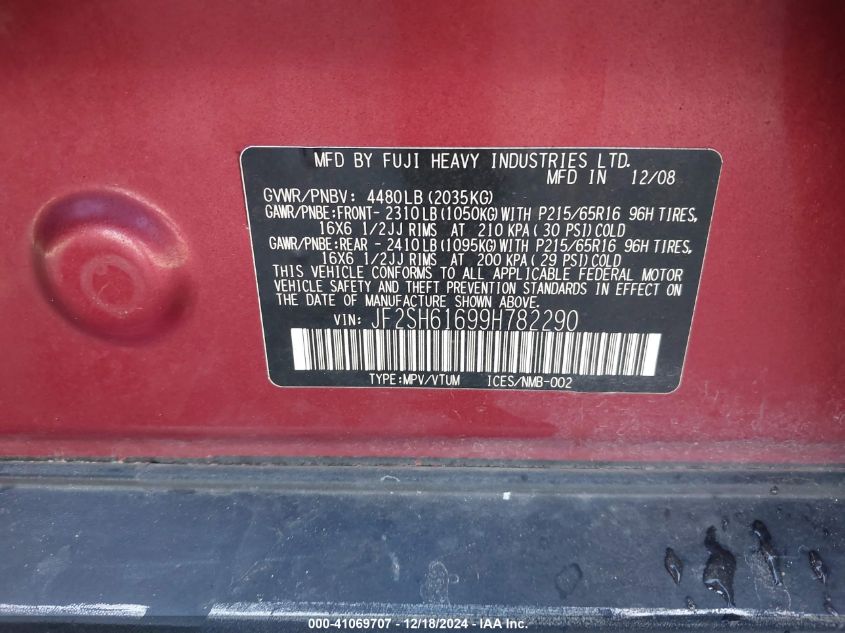 MFD BY FUJI HEAVY INDUSTRIES LTD.
MFD IN 12/08
GVWR/PNBV: 4480LB(2035KG)
GAWR/PNBE:FRONT- 2310LB(1050KG)WITH P215/65R16 96H TIRES,
16X6 1/2JJ RIMS AT 210 KPA( 30 PSI)COLD
GAWR/PNBE:REAR - 2410LB(1095KG)WITH P215/65R16 96H TIRES,
16X6 1/2JJ RIMS AT 200 KPA( 29 PSI)COLD
THIS VEHICLE CONFORMS TO ALL APPLICABLE FEDERAL MOTOR
VEHICLE SAFETY AND THEFT PREVENTION STANDARDS IN EFFECT ON
THE DATE OF MANUFACTURE SHOWN ABOVE.
VIN: JF2SH61699H782290
TYPE:MPV/VTUM ICES/NMB-002
000-41069707 - 12/18/2024 - IAA Inc.